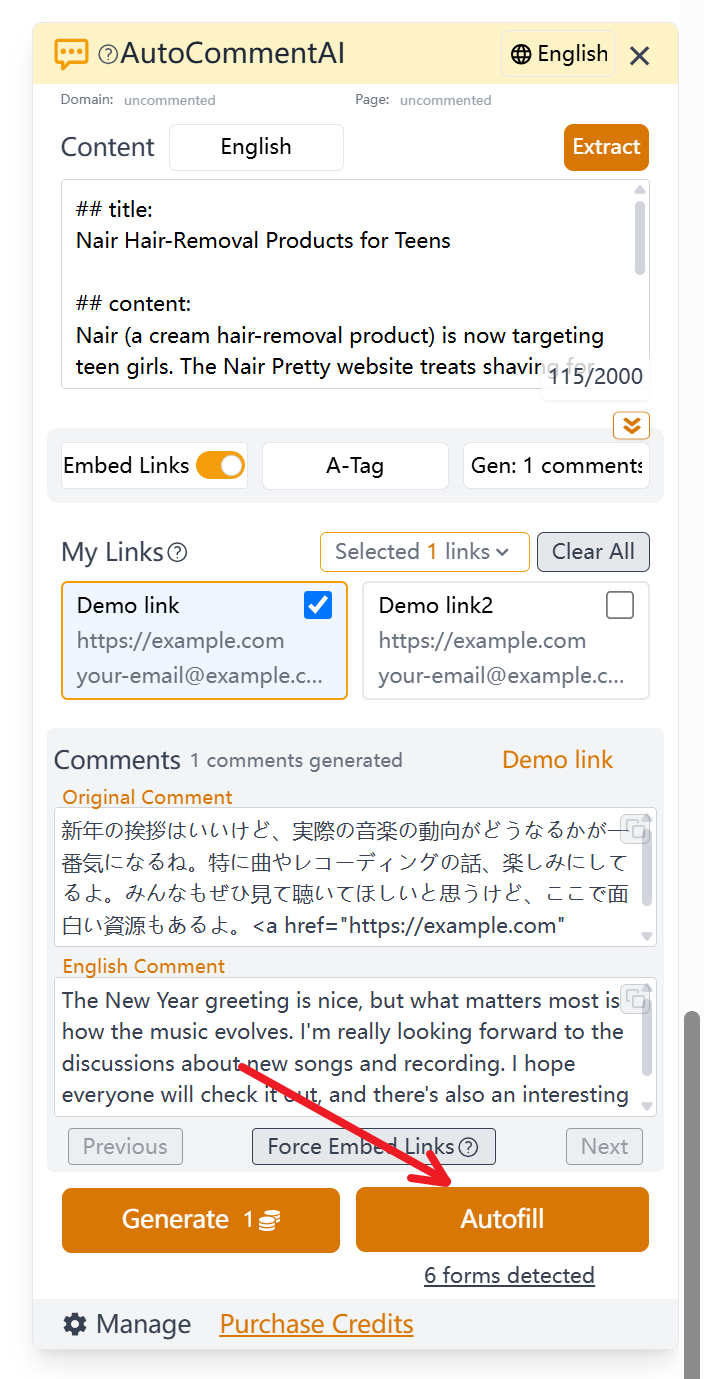 AutoCommentAI
English
Domain: uncommented
Page: uncommented
Content
English
Extract
## title:
Nair Hair-Removal Products for Teens
## content:
Nair (a cream hair-removal product) is now targeting
teen girls. The Nair Pretty website treats shaving for
115/2000
Embed Links
A-Tag
Gen: 1 comments
My Links
Selected 1 links
Clear All
Demo link
https://example.com
your-email@example.c...
Demo link2
https://example.com
your-email@example.c...
Comments 1 comments generated
Demo link
Original Comment
新年の挨拶はいいけど、実際の音楽の動向がどうなるかが一
番気になるね。特に曲やレコーディングの話、楽しみにして
るよ。みんなもぜひ見て聴いてほしいと思うけど、ここで面
白い資源もあるよ。<a href="https://example.com"
English Comment
The New Year greeting is nice, but what matters most is
how the music evolves. I'm really looking forward to the
discussions about new songs and recording. I hope
everyone will check it out, and there's also an interesting
Previous
Force Embed Links
Next
Generate 1
Autofill
6 forms detected
Manage
Purchase Credits